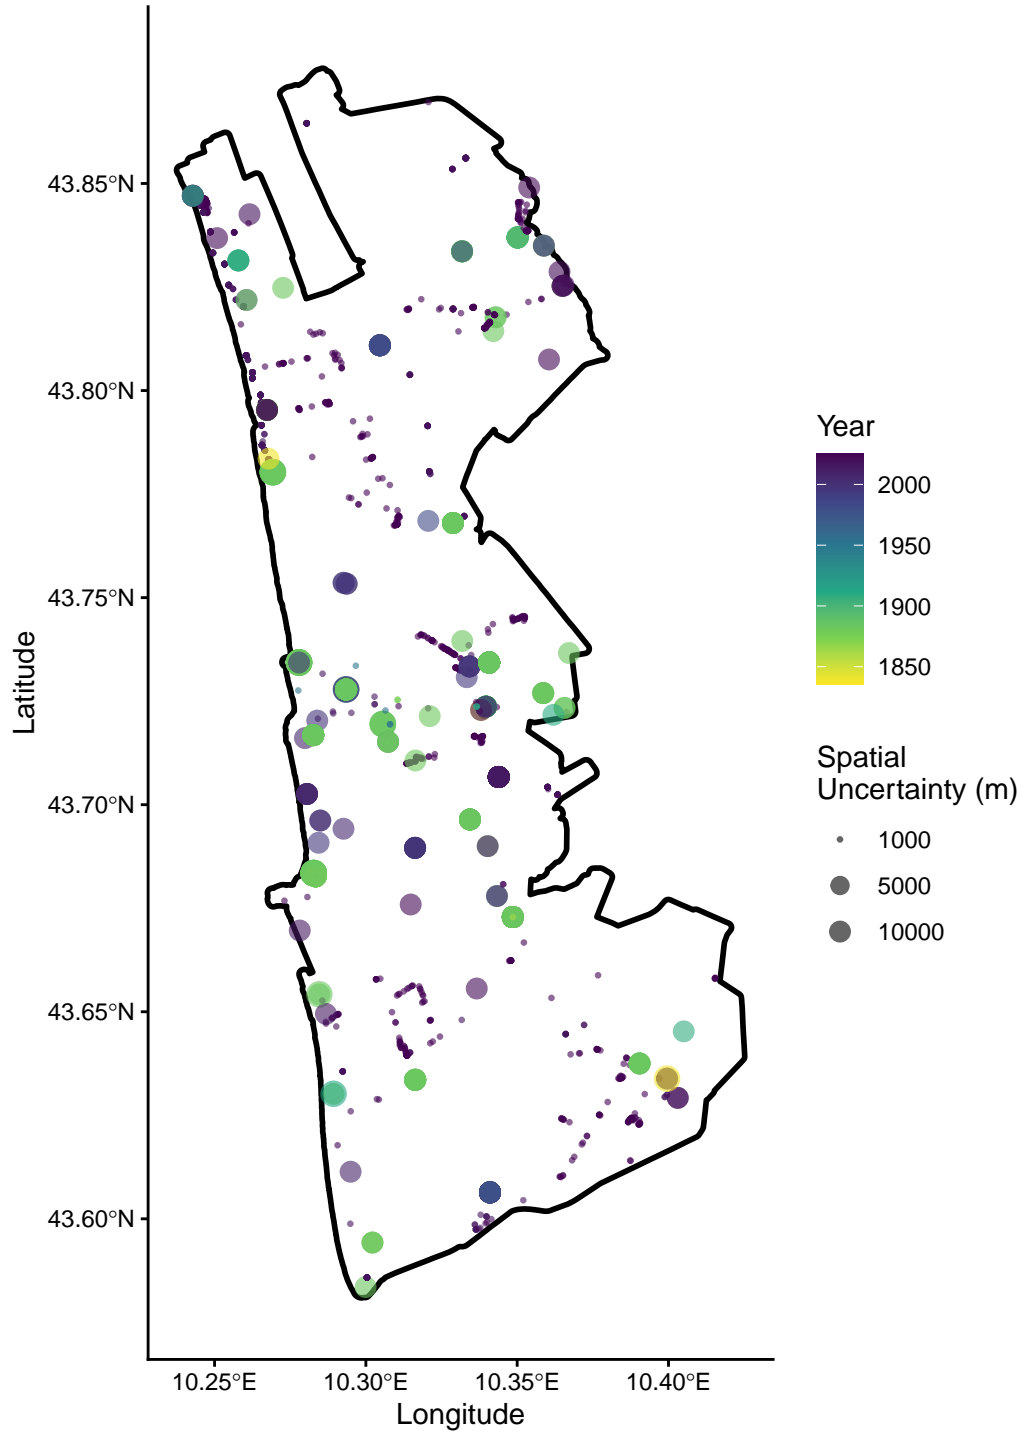 43.85°N
43.80°N
43.75°N
43.70°N
43.65°N
43.60°N
Latitude
10.25°E
10.30°E
10.35°E
10.40°E
Longitude
Year
2000
1950
1900
1850
Spatial
Uncertainty (m)
1000
5000
10000